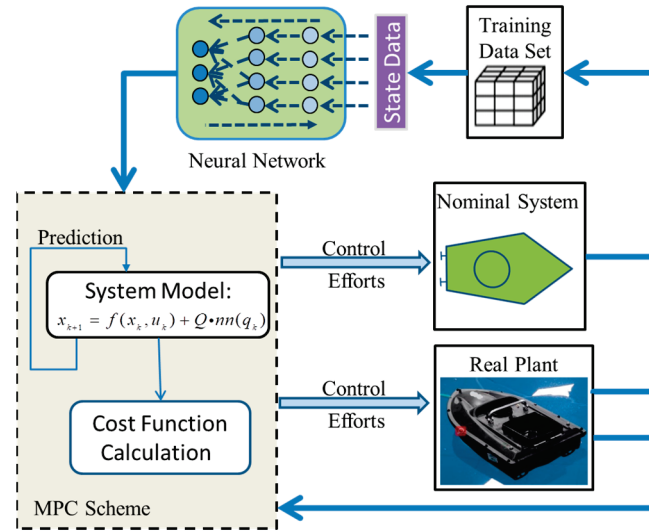 Training
Data Set
State Data
Neural Network
Nominal System
Prediction
Control
Efforts
System Model:
x_{k+1} = f(x_k, u_k) + Q•nn(q_k)
Real Plant
Control
Efforts
Cost Function
Calculation
MPC Scheme